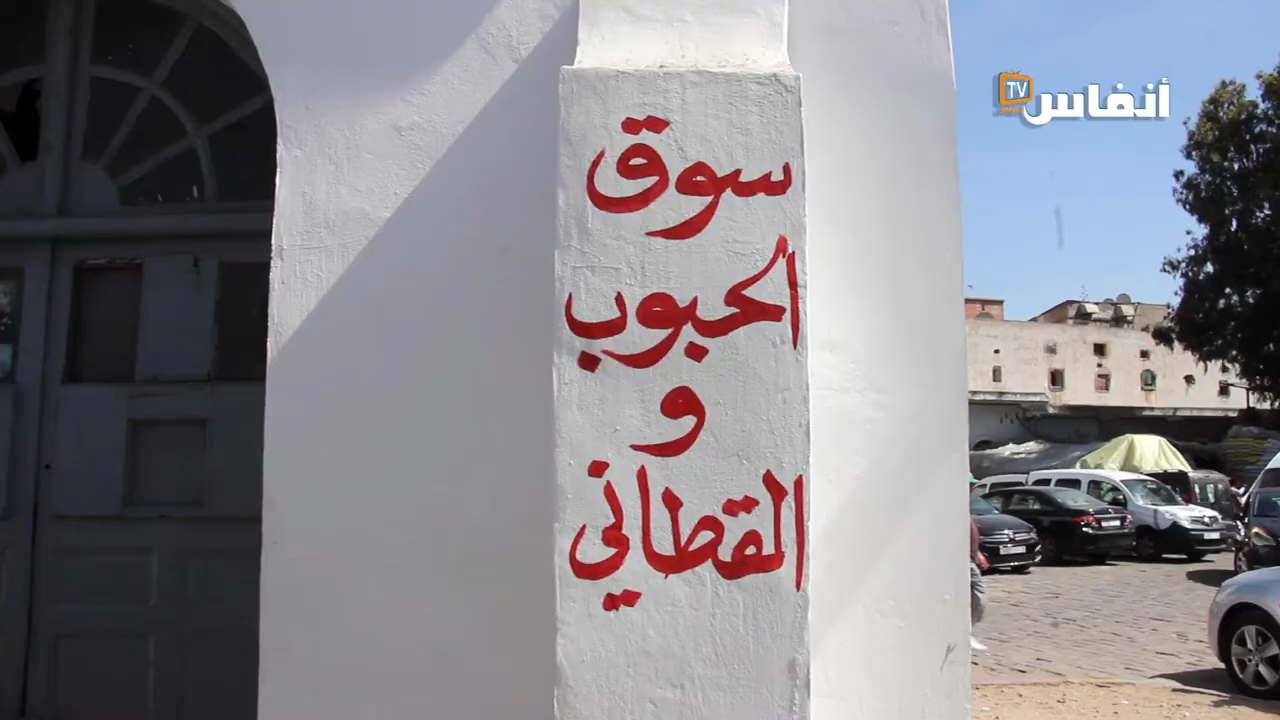 سوق
الحبوب
و
القطاني
أنفاس
TV